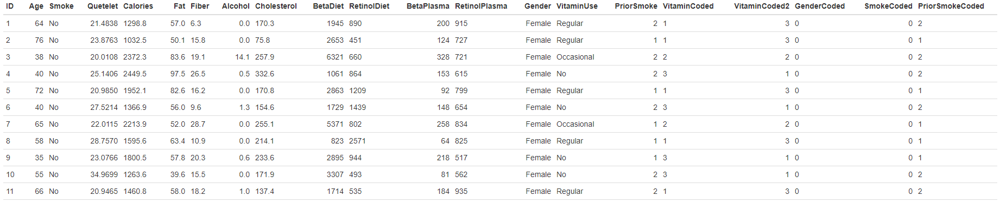 ID Age Smoke Quetelet Calories Fat Fiber Alcohol Cholesterol BetaDiet RetinolDiet BetaPlasma RetinolPlasma Gender VitaminUse PriorSmoke VitaminCoded VitaminCoded2 GenderCoded SmokeCoded PriorSmokeCoded
1 64 No 21.4838 1298.8 57.0 6.3 0.0 170.3 1945 890 200 915 Female Regular 2 1 3 0 0 2
2 76 No 23.8763 1032.5 50.1 15.8 0.0 75.8 2653 451 124 727 Female Regular 1 1 3 0 0 1
3 38 No 20.0108 2372.3 83.6 19.1 14.1 257.9 6321 660 328 721 Female Occasional 2 2 2 0 0 2
4 40 No 25.1406 2449.5 97.5 26.5 0.5 332.6 1061 864 153 615 Female No 2 3 1 0 0 2
5 72 No 20.9850 1952.1 82.6 16.2 0.0 170.8 2863 1209 92 799 Female Regular 1 1 3 0 0 1
6 40 No 27.5214 1366.9 56.0 9.6 1.3 154.6 1729 1439 148 654 Female No 2 3 1 0 0 2
7 65 No 22.0115 2213.9 52.0 28.7 0.0 255.1 5371 802 258 834 Female Occasional 1 2 2 0 0 1
8 58 No 28.7570 1595.6 63.4 10.9 0.0 214.1 823 2571 64 825 Female Regular 1 1 3 0 0 1
9 35 No 23.0766 1800.5 57.8 20.3 0.6 233.6 2895 944 218 517 Female No 1 3 1 0 0 1
10 55 No 34.9699 1263.6 39.6 15.5 0.0 171.9 3307 493 81 562 Female No 2 3 1 0 0 2
11 66 No 20.9465 1460.8 58.0 18.2 1.0 137.4 1714 535 184 935 Female Regular 2 1 3 0 0 2